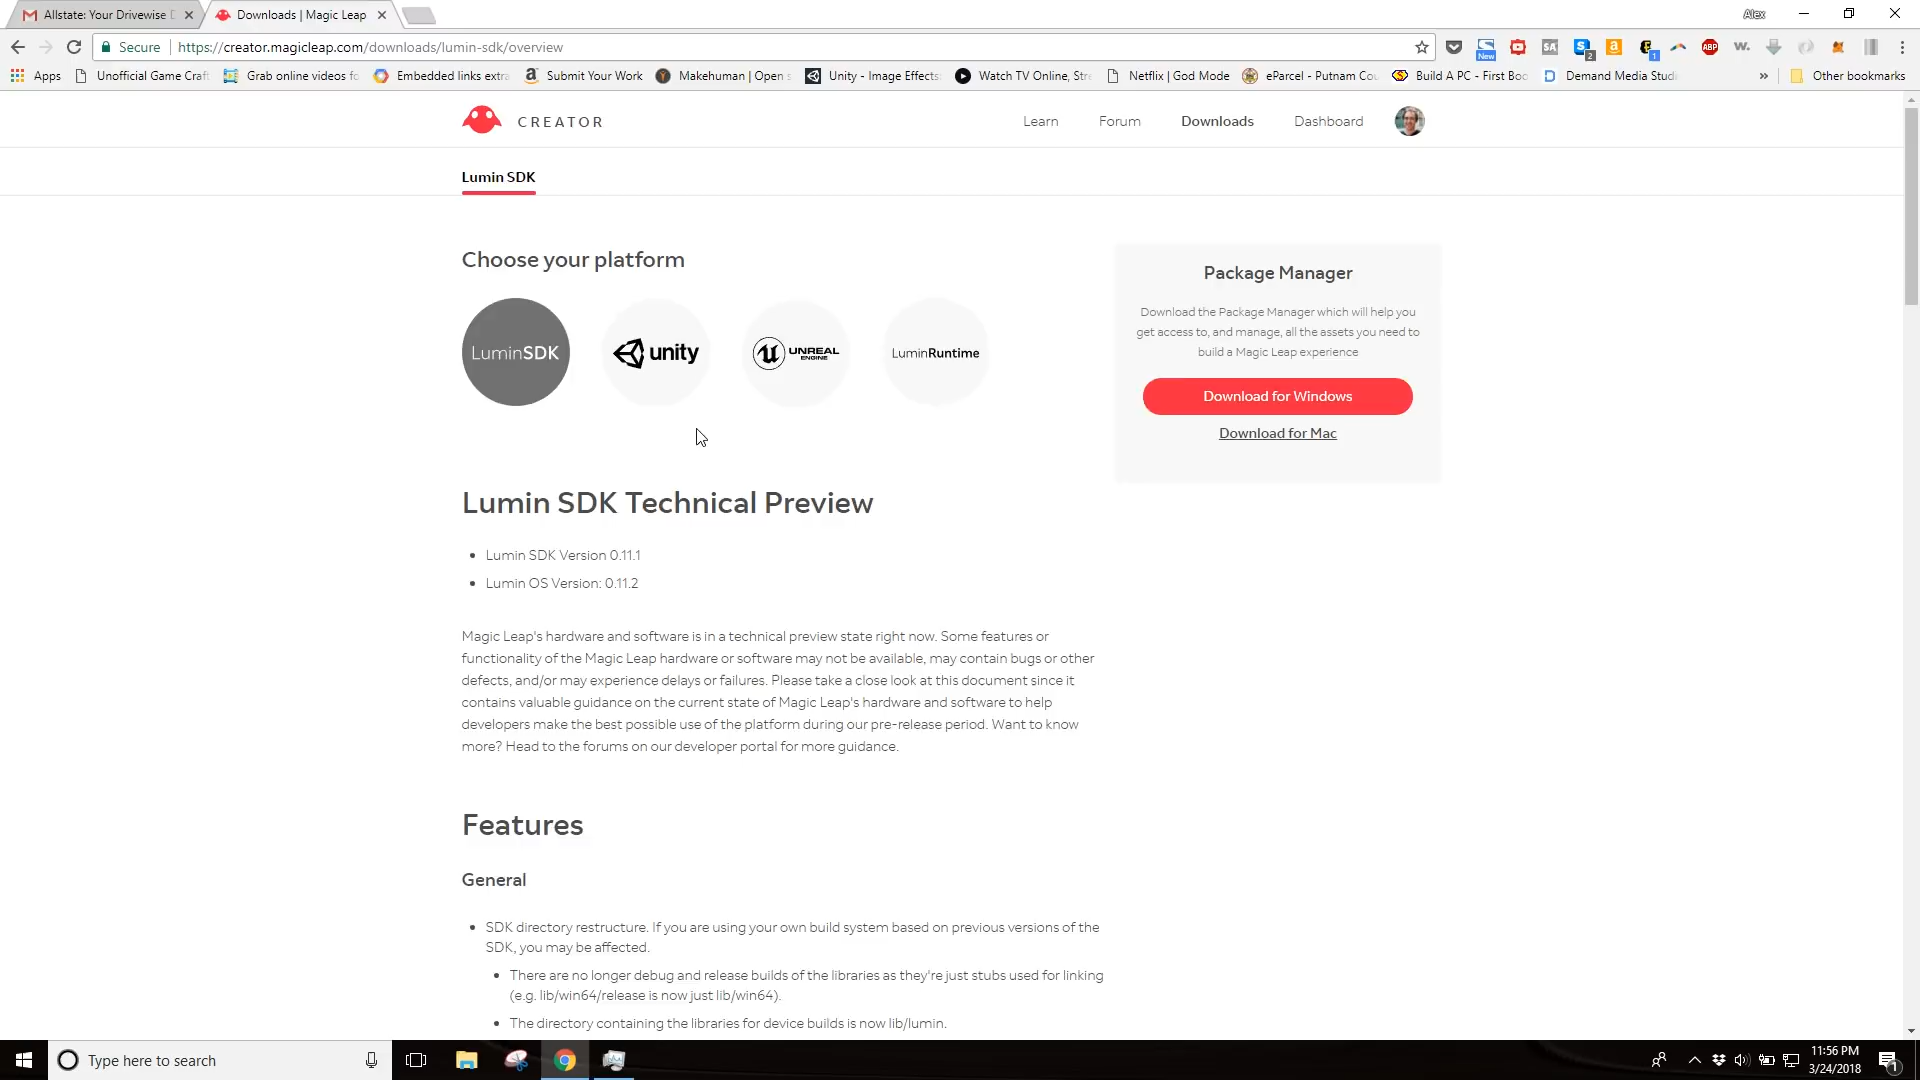 Allstate: Your Drivewise
Downloads | Magic Leap
Alex
Secure
https://creator.magicleap.com/downloads/lumin-sdk/overview
New
SA
2
1
ABP
W.
Apps
Unofficial Game Craft
Grab online videos fo
Embedded links extra
Submit Your Work
Makehuman | Open s
Unity - Image Effects:
Watch TV Online, Stre
Netflix | God Mode
eParcel - Putnam Cou
Build A PC - First Boo
Demand Media Studi
»
Other bookmarks
CREATOR
Learn
Forum
Downloads
Dashboard
Lumin SDK
Choose your platform
LuminSDK
unity
UNREAL
ENGINE
LuminRuntime
Package Manager
Download the Package Manager which will help you
get access to, and manage, all the assets you need to
build a Magic Leap experience
Download for Windows
Download for Mac
Lumin SDK Technical Preview
• Lumin SDK Version 0.11.1
• Lumin OS Version: 0.11.2
Magic Leap's hardware and software is in a technical preview state right now. Some features or
functionality of the Magic Leap hardware or software may not be available, may contain bugs or other
defects, and/or may experience delays or failures. Please take a close look at this document since it
contains valuable guidance on the current state of Magic Leap's hardware and software to help
developers make the best possible use of the platform during our pre-release period. Want to know
more? Head to the forums on our developer portal for more guidance.
Features
General
• SDK directory restructure. If you are using your own build system based on previous versions of the
SDK, you may be affected.
• There are no longer debug and release builds of the libraries as they're just stubs used for linking
(e.g. lib/win64/release is now just lib/win64).
• The directory containing the libraries for device builds is now lib/lumin.
Type here to search
11:56 PM
3/24/2018
1